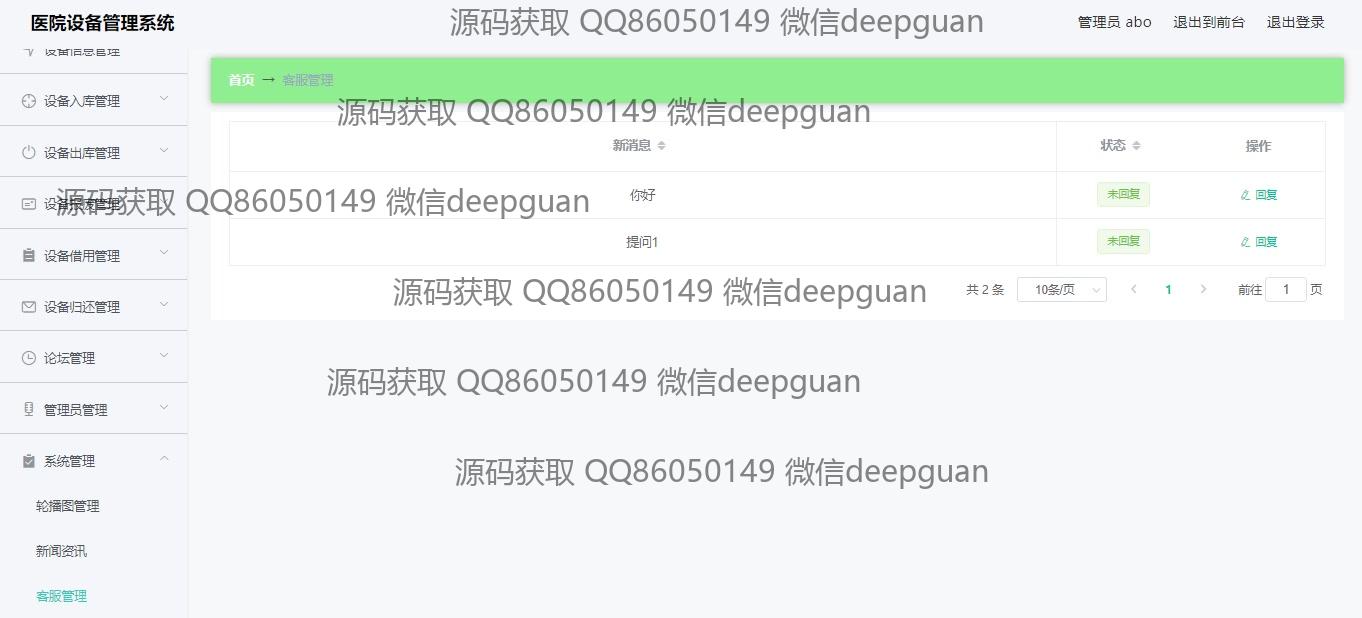 医院设备管理系统
源码获取 QQ86050149 微信deepguan
管理员 abo 退出到前台 退出登录
设备信息管理
首页 → 客服管理
设备入库管理
源码获取 QQ86050149 微信deepguan
新消息 状态 操作
设备出库管理
你好 未回复 回复
设备报废管理
源码获取 QQ86050149 微信deepguan
提问1 未回复 回复
设备借用管理
源码获取 QQ86050149 微信deepguan
共 2 条 10条/页 1 前往 1 页
设备归还管理
论坛管理
源码获取 QQ86050149 微信deepguan
管理员管理
系统管理
源码获取 QQ86050149 微信deepguan
轮播图管理
新闻资讯
客服管理